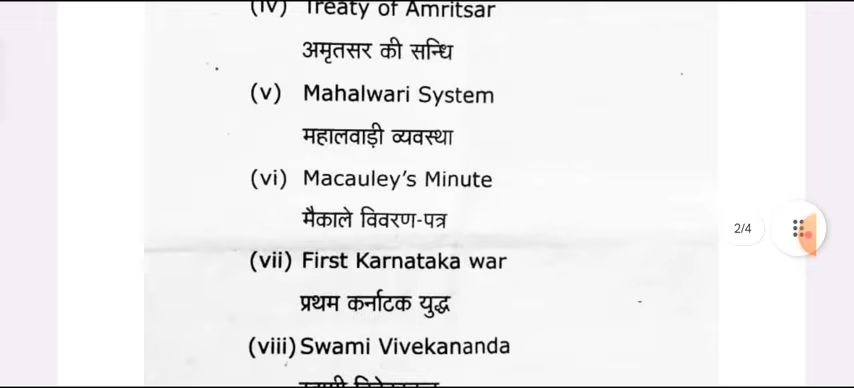 (iv) Treaty of Amritsar
अमृतसर की सन्धि
(v) Mahalwari System
महालवाड़ी व्यवस्था
(vi) Macauley's Minute
मैकाले विवरण-पत्र
2/4
(vii) First Karnataka war
प्रथम कर्नाटक युद्ध
(viii) Swami Vivekananda